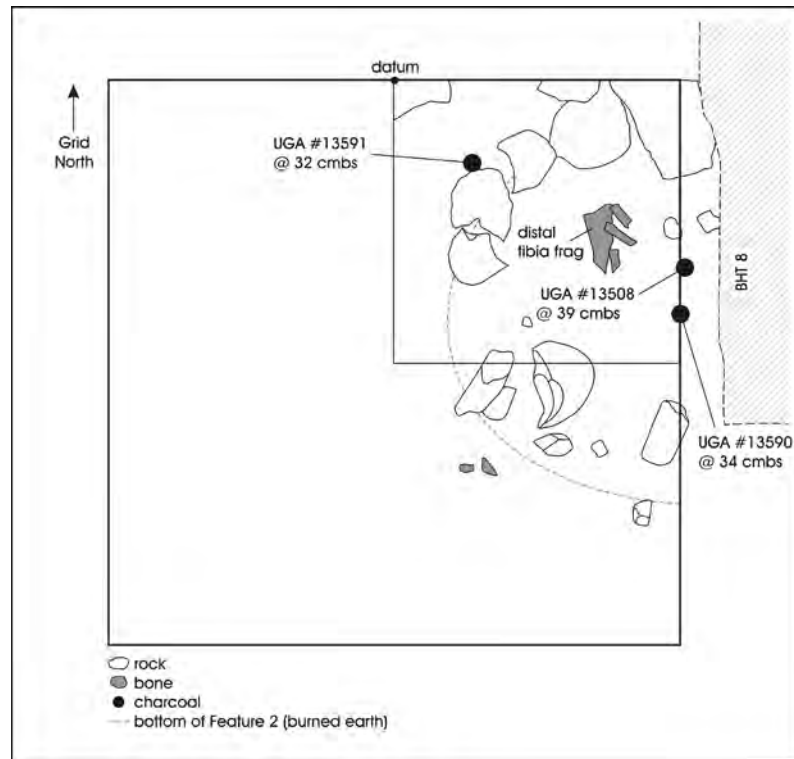 datum
Grid
North
UGA #13591
@ 32 cmbs
distal
tibia frag
UGA #13508
@ 39 cmbs
BHT 8
UGA #13590
@ 34 cmbs
rock
bone
charcoal
bottom of Feature 2 (burned earth)